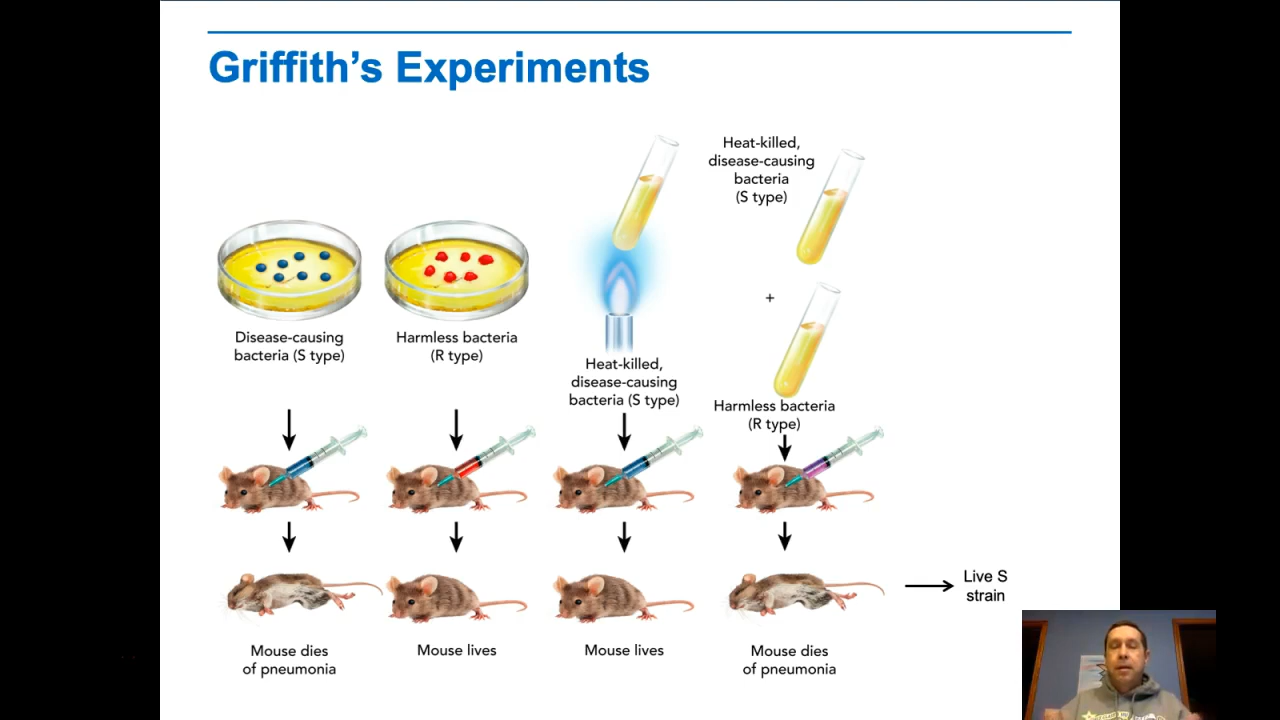 Griffith's Experiments
Heat-killed,
disease-causing
bacteria
(S type)
+
Disease-causing
bacteria (S type)
Harmless bacteria
(R type)
Heat-killed,
disease-causing
bacteria (S type)
Harmless bacteria
(R type)
Live S
strain
Mouse dies
of pneumonia
Mouse lives
Mouse lives
Mouse dies
of pneumonia